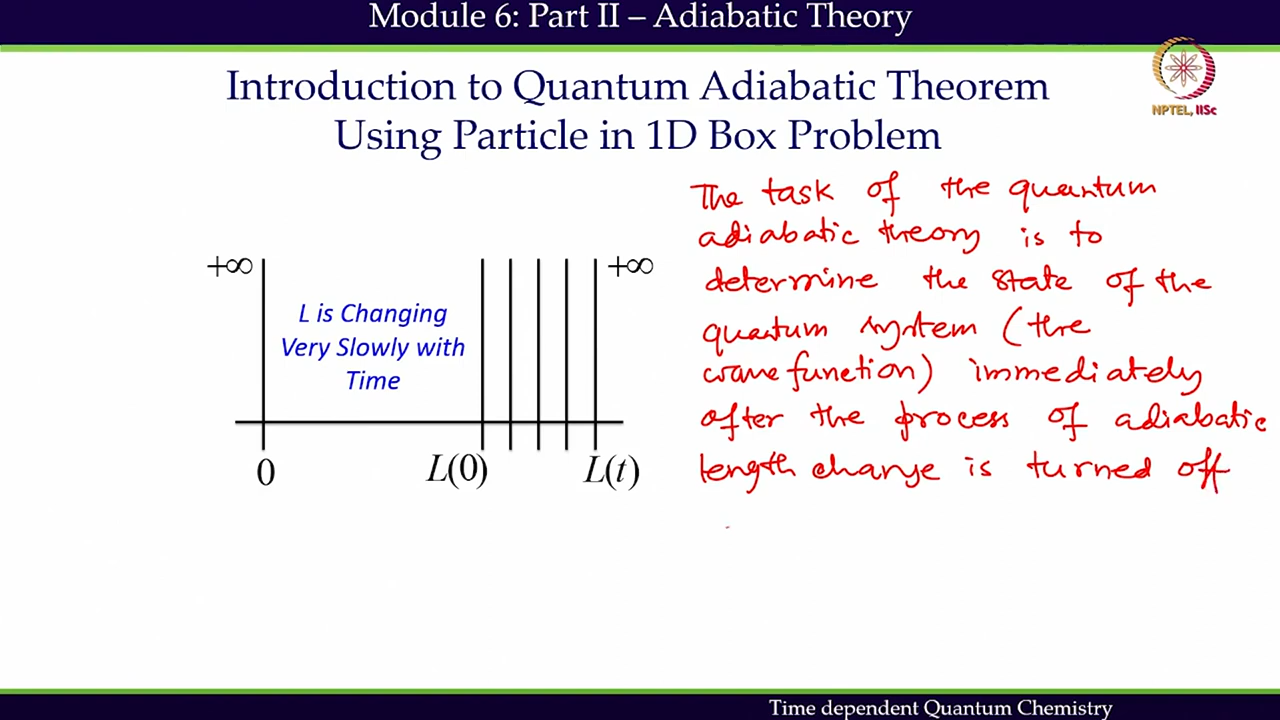 Module 6: Part II – Adiabatic Theory
NPTEL, IISc
Introduction to Quantum Adiabatic Theorem
Using Particle in 1D Box Problem
+∞
+∞
L is Changing
Very Slowly with
Time
0
L(0)
L(t)
The task of the quantum
adiabatic theory is to
determine the state of the
quantum system (the
wavefunction) immediately
after the process of adiabatic
length change is turned off
Time dependent Quantum Chemistry